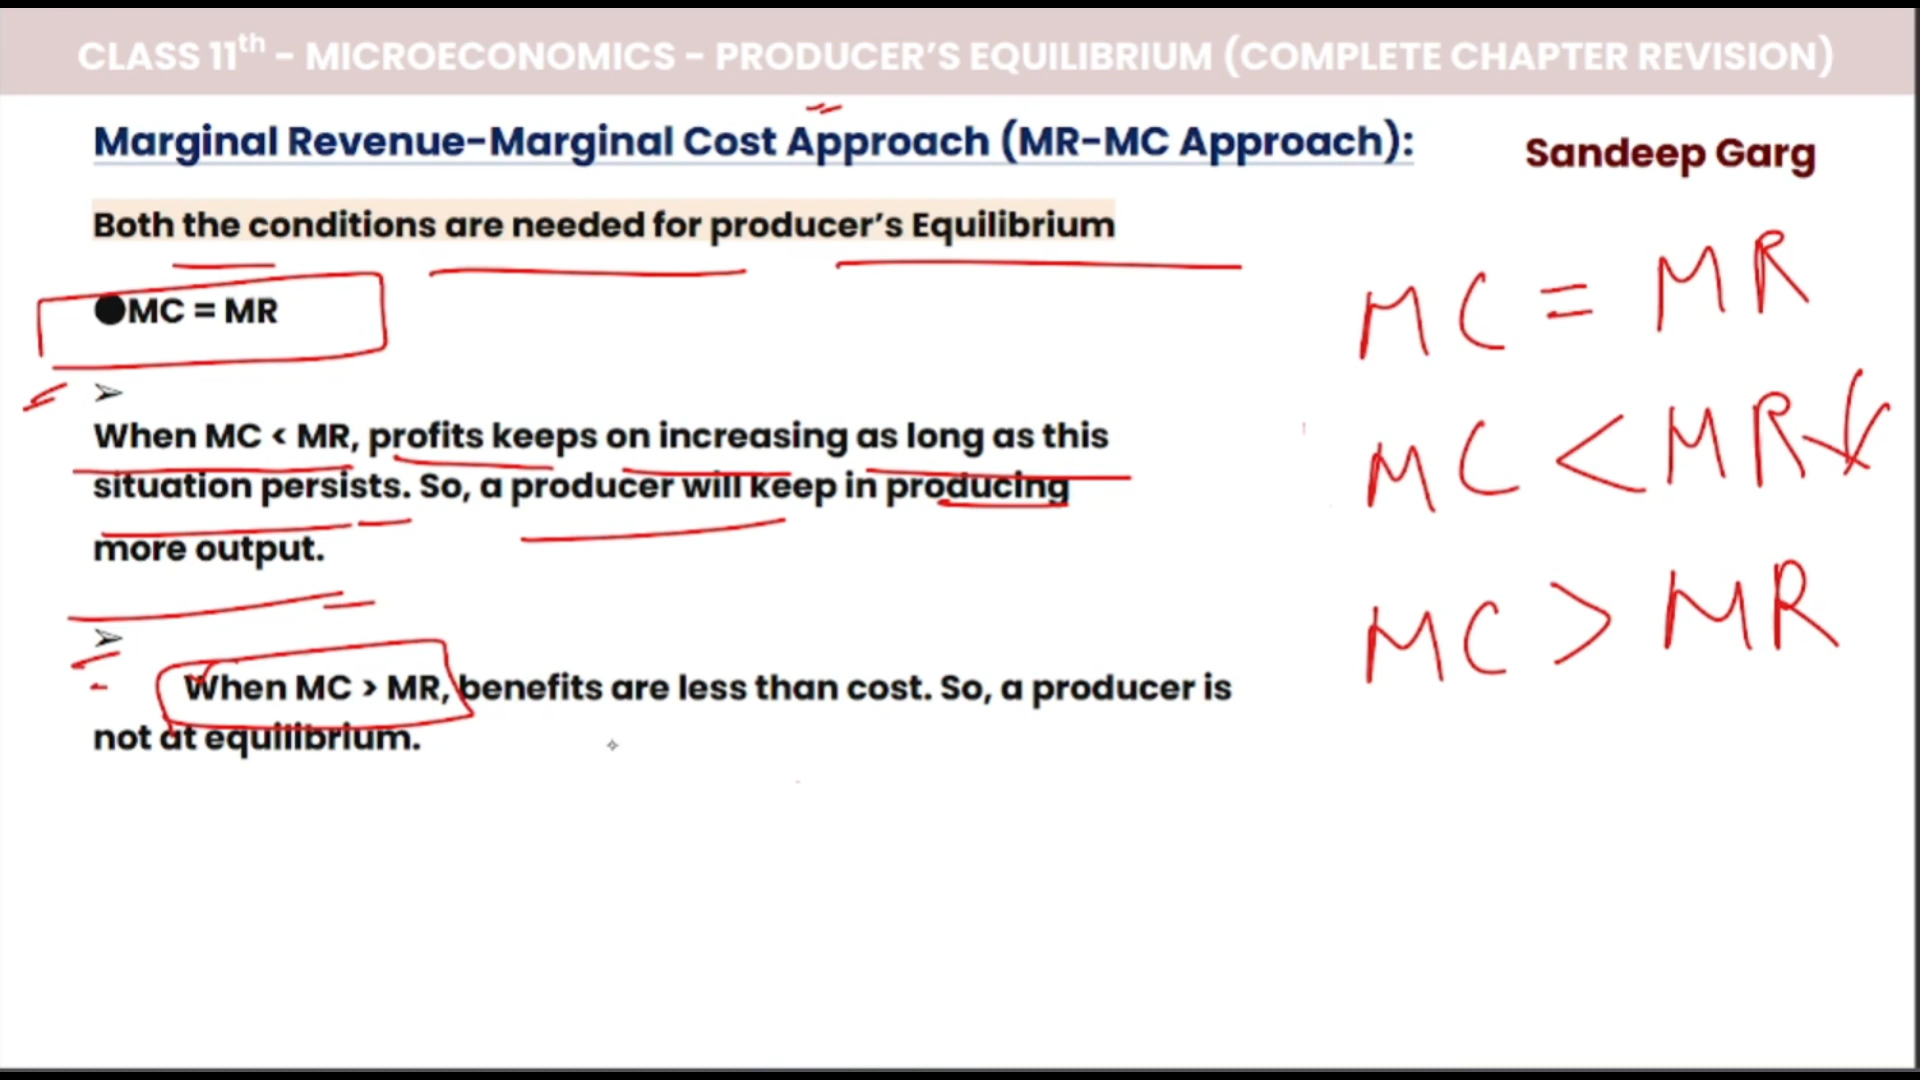 CLASS 11th - MICROECONOMICS - PRODUCER'S EQUILIBRIUM (COMPLETE CHAPTER REVISION)
Marginal Revenue-Marginal Cost Approach (MR-MC Approach):
Sandeep Garg
Both the conditions are needed for producer's Equilibrium
●MC = MR
➢
When MC < MR, profits keeps on increasing as long as this
situation persists. So, a producer will keep in producing
more output.
➢
When MC > MR, benefits are less than cost. So, a producer is
not at equilibrium.
MC = MR
MC < MR
MC > MR